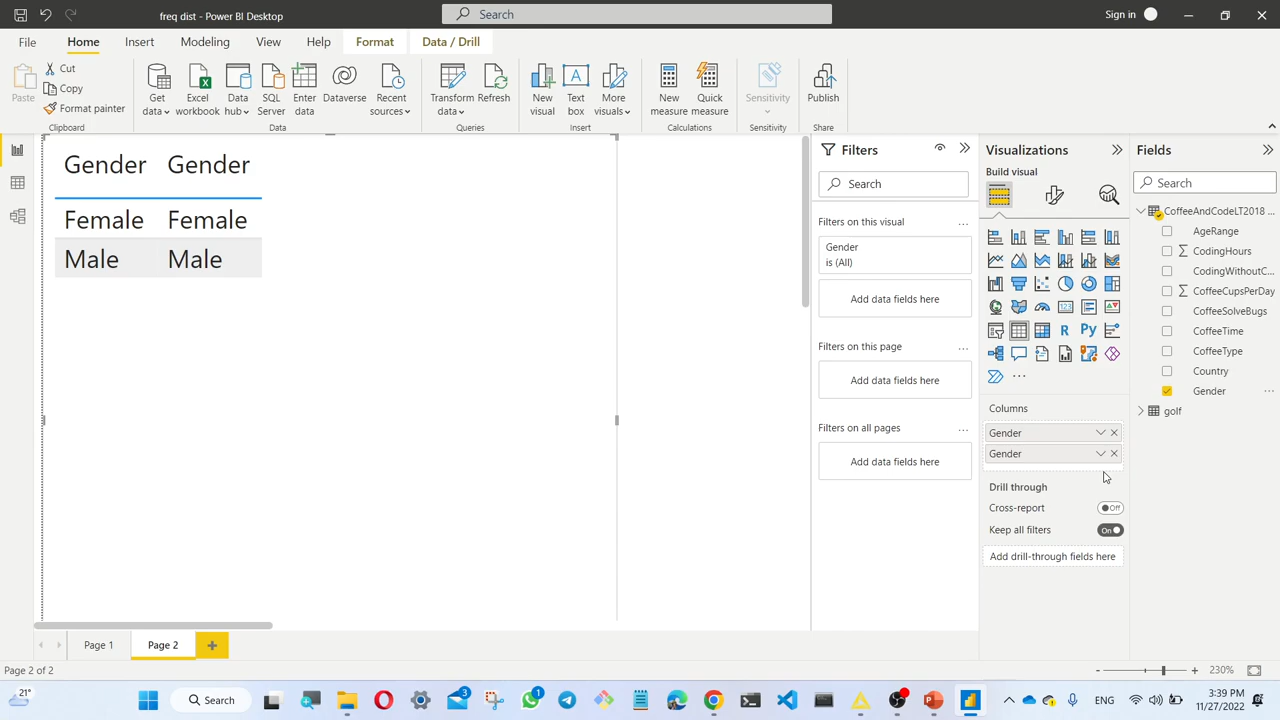 freq dist - Power BI Desktop
Search
Sign in
File
Home
Insert
Modeling
View
Help
Format
Data / Drill
Paste
Cut
Copy
Format painter
Get data
Excel workbook
Data hub
SQL Server
Enter data
Dataverse
Recent sources
Transform data
Refresh
New visual
Text box
More visuals
New measure
Quick measure
Sensitivity
Publish
Clipboard
Data
Queries
Insert
Calculations
Sensitivity
Share
Gender Gender
Female Female
Male Male
Filters
Search
Filters on this visual
Gender
is (All)
Add data fields here
Filters on this page
Add data fields here
Filters on all pages
Add data fields here
Visualizations
Build visual
R
Py
123
Columns
Gender
Gender
Drill through
Cross-report
Off
Keep all filters
On
Add drill-through fields here
Fields
Search
CoffeeAndCodeLT2018 ...
AgeRange
CodingHours
CodingWithoutC...
CoffeeCupsPerDay
CoffeeSolveBugs
CoffeeTime
CoffeeType
Country
Gender
golf
Page 1
Page 2
Page 2 of 2
230%
21°
Search
3
1
ENG
3:39 PM
11/27/2022